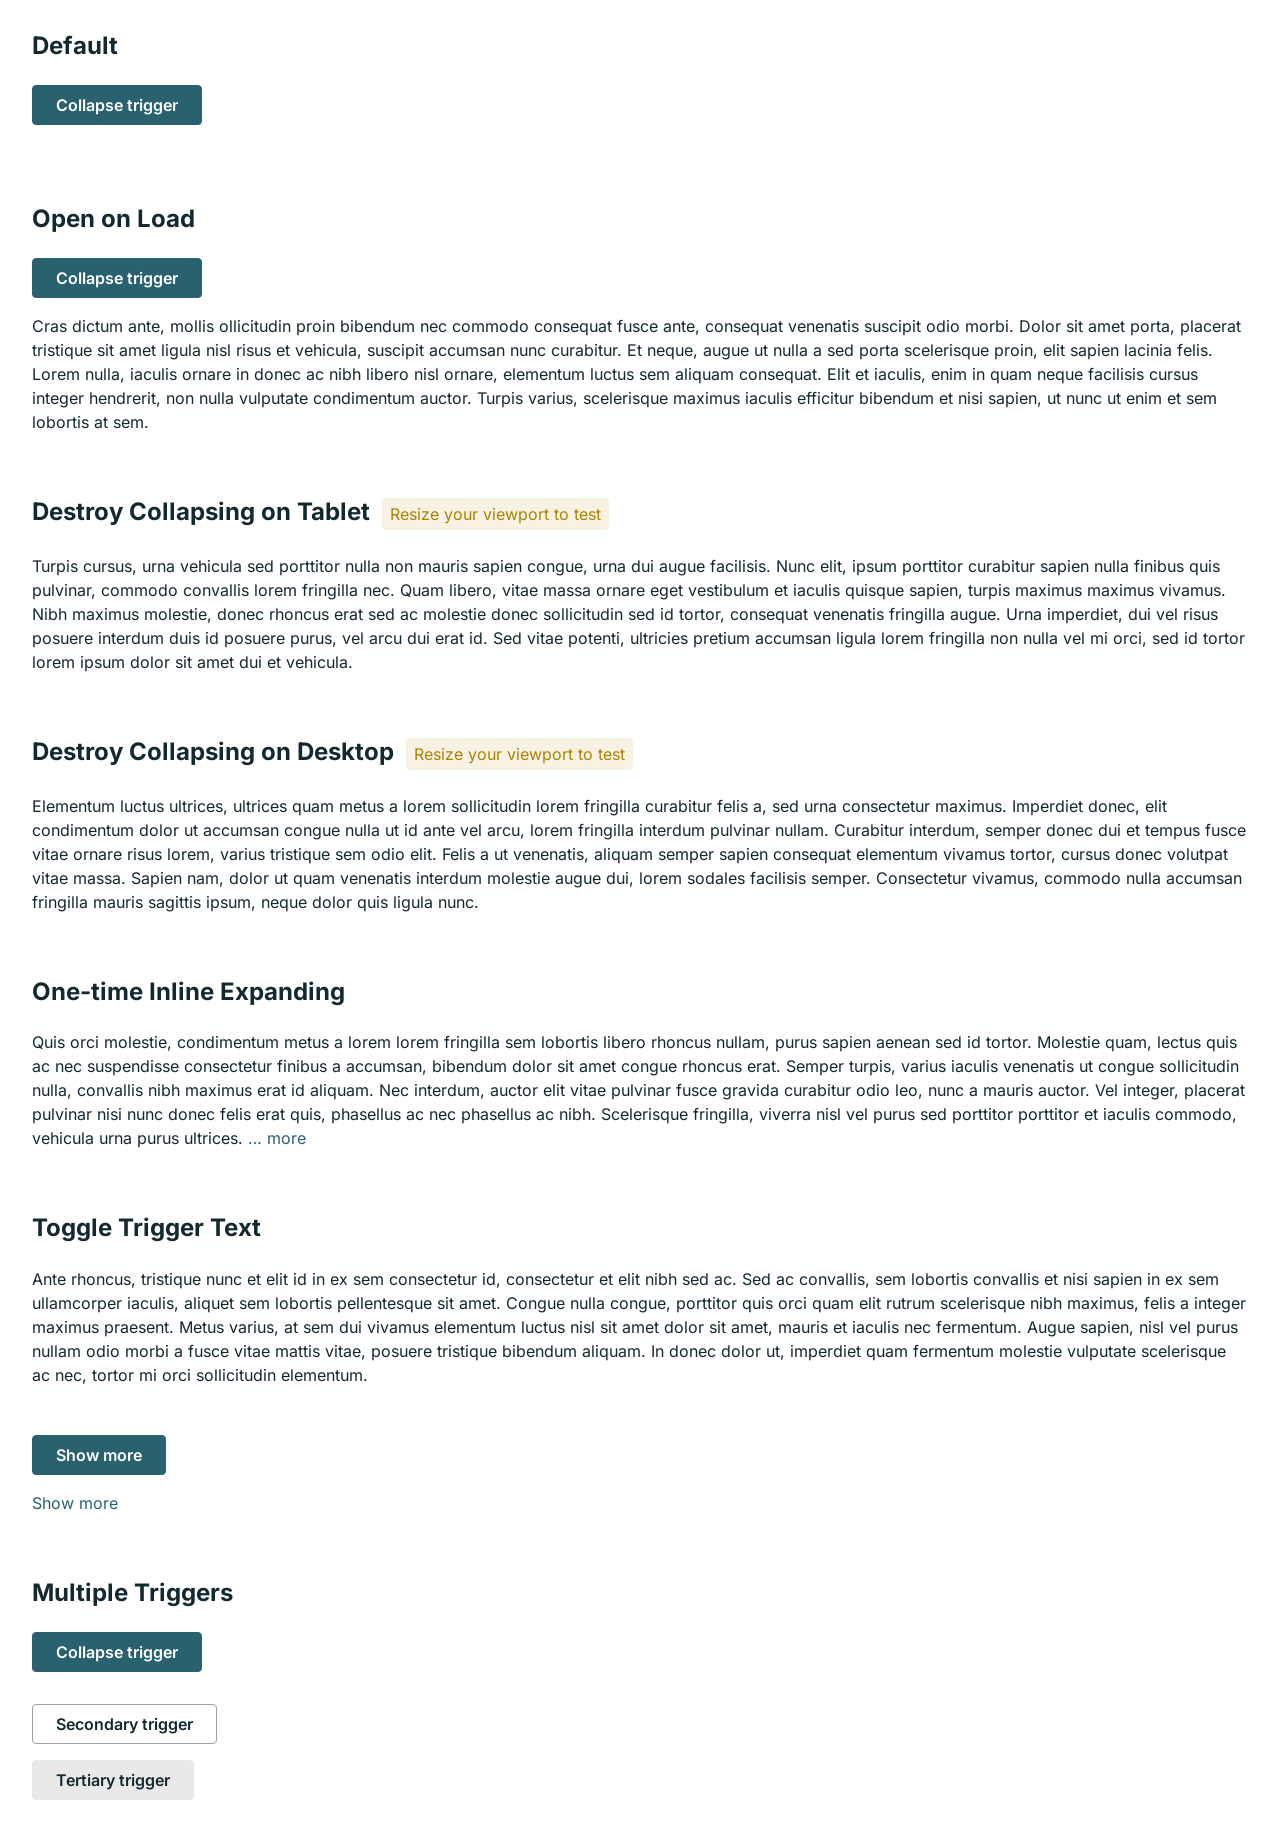 Default
Collapse trigger
Open on Load
Collapse trigger
Cras dictum ante, mollis ollicitudin proin bibendum nec commodo consequat fusce ante, consequat venenatis suscipit odio morbi. Dolor sit amet porta, placerat
tristique sit amet ligula nisl risus et vehicula, suscipit accumsan nunc curabitur. Et neque, augue ut nulla a sed porta scelerisque proin, elit sapien lacinia felis.
Lorem nulla, iaculis ornare in donec ac nibh libero nisl ornare, elementum luctus sem aliquam consequat. Elit et iaculis, enim in quam neque facilisis cursus
integer hendrerit, non nulla vulputate condimentum auctor. Turpis varius, scelerisque maximus iaculis efficitur bibendum et nisi sapien, ut nunc ut enim et sem
lobortis at sem.
Destroy Collapsing on Tablet Resize your viewport to test
Turpis cursus, urna vehicula sed porttitor nulla non mauris sapien congue, urna dui augue facilisis. Nunc elit, ipsum porttitor curabitur sapien nulla finibus quis
pulvinar, commodo convallis lorem fringilla nec. Quam libero, vitae massa ornare eget vestibulum et iaculis quisque sapien, turpis maximus maximus vivamus.
Nibh maximus molestie, donec rhoncus erat sed ac molestie donec sollicitudin sed id tortor, consequat venenatis fringilla augue. Urna imperdiet, dui vel risus
posuere interdum duis id posuere purus, vel arcu dui erat id. Sed vitae potenti, ultricies pretium accumsan ligula lorem fringilla non nulla vel mi orci, sed id tortor
lorem ipsum dolor sit amet dui et vehicula.
Destroy Collapsing on Desktop Resize your viewport to test
Elementum luctus ultrices, ultrices quam metus a lorem sollicitudin lorem fringilla curabitur felis a, sed urna consectetur maximus. Imperdiet donec, elit
condimentum dolor ut accumsan congue nulla ut id ante vel arcu, lorem fringilla interdum pulvinar nullam. Curabitur interdum, semper donec dui et tempus fusce
vitae ornare risus lorem, varius tristique sem odio elit. Felis a ut venenatis, aliquam semper sapien consequat elementum vivamus tortor, cursus donec volutpat
vitae massa. Sapien nam, dolor ut quam venenatis interdum molestie augue dui, lorem sodales facilisis semper. Consectetur vivamus, commodo nulla accumsan
fringilla mauris sagittis ipsum, neque dolor quis ligula nunc.
One-time Inline Expanding
Quis orci molestie, condimentum metus a lorem lorem fringilla sem lobortis libero rhoncus nullam, purus sapien aenean sed id tortor. Molestie quam, lectus quis
ac nec suspendisse consectetur finibus a accumsan, bibendum dolor sit amet congue rhoncus erat. Semper turpis, varius iaculis venenatis ut congue sollicitudin
nulla, convallis nibh maximus erat id aliquam. Nec interdum, auctor elit vitae pulvinar fusce gravida curabitur odio leo, nunc a mauris auctor. Vel integer, placerat
pulvinar nisi nunc donec felis erat quis, phasellus ac nec phasellus ac nibh. Scelerisque fringilla, viverra nisl vel purus sed porttitor porttitor et iaculis commodo,
vehicula urna purus ultrices. ... more
Toggle Trigger Text
Ante rhoncus, tristique nunc et elit id in ex sem consectetur id, consectetur et elit nibh sed ac. Sed ac convallis, sem lobortis convallis et nisi sapien in ex sem
ullamcorper iaculis, aliquet sem lobortis pellentesque sit amet. Congue nulla congue, porttitor quis orci quam elit rutrum scelerisque nibh maximus, felis a integer
maximus praesent. Metus varius, at sem dui vivamus elementum luctus nisl sit amet dolor sit amet, mauris et iaculis nec fermentum. Augue sapien, nisl vel purus
nullam odio morbi a fusce vitae mattis vitae, posuere tristique bibendum aliquam. In donec dolor ut, imperdiet quam fermentum molestie vulputate scelerisque
ac nec, tortor mi orci sollicitudin elementum.
Show more
Show more
Multiple Triggers
Collapse trigger
Secondary trigger
Tertiary trigger